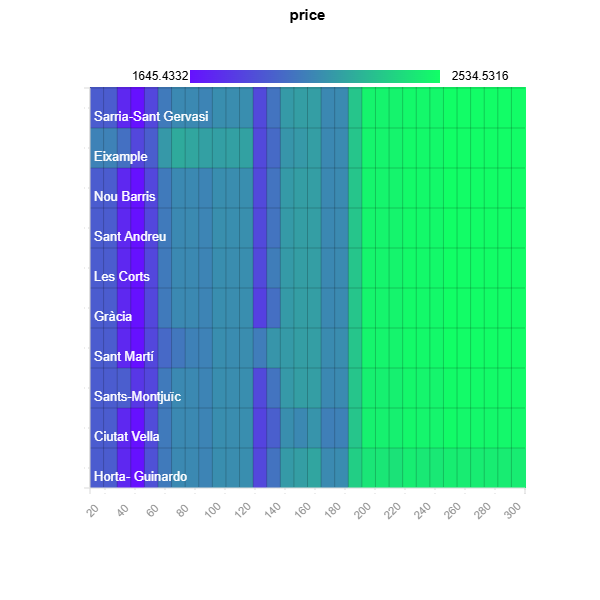 price
1645.4332 2534.5316
Sarria-Sant Gervasi
Eixample
Nou Barris
Sant Andreu
Les Corts
Gràcia
Sant Martí
Sants-Montjuïc
Ciutat Vella
Horta- Guinardo
20 40 60 80 100 120 140 160 180 200 220 240 260 280 300